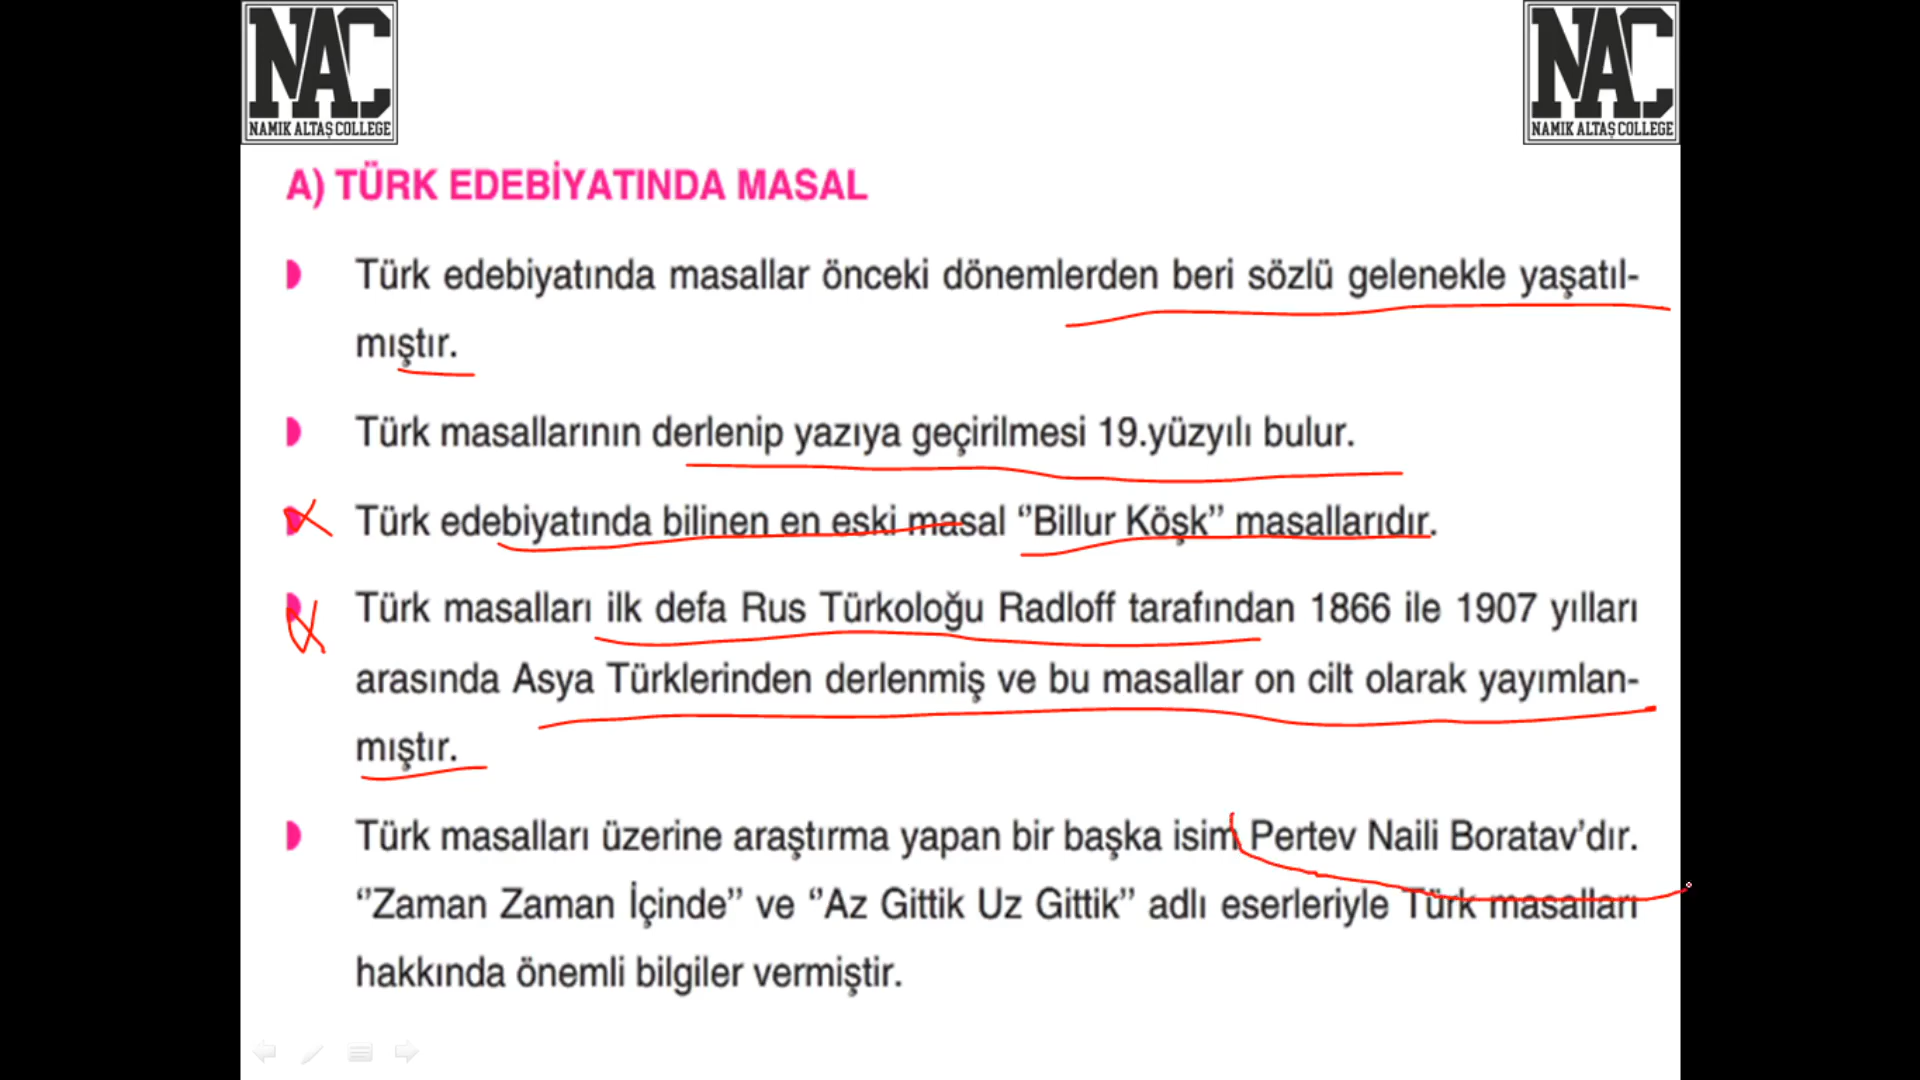 NAC NAC
NAMIK ALTAŞ COLLEGE NAMIK ALTAŞ COLLEGE
A) TÜRK EDEBİYATINDA MASAL
Türk edebiyatında masallar önceki dönemlerden beri sözlü gelenekle yaşatıl-
mıştır.
Türk masallarının derlenip yazıya geçirilmesi 19.yüzyılı bulur.
Türk edebiyatında bilinen en eski masal ‘’Billur Köşk’’ masallarıdır.
Türk masalları ilk defa Rus Türkoloğu Radloff tarafından 1866 ile 1907 yılları
arasında Asya Türklerinden derlenmiş ve bu masallar on cilt olarak yayımlan-
mıştır.
Türk masalları üzerine araştırma yapan bir başka isim Pertev Naili Boratav’dır.
‘’Zaman Zaman İçinde’’ ve ‘’Az Gittik Uz Gittik’’ adlı eserleriyle Türk masalları
hakkında önemli bilgiler vermiştir.